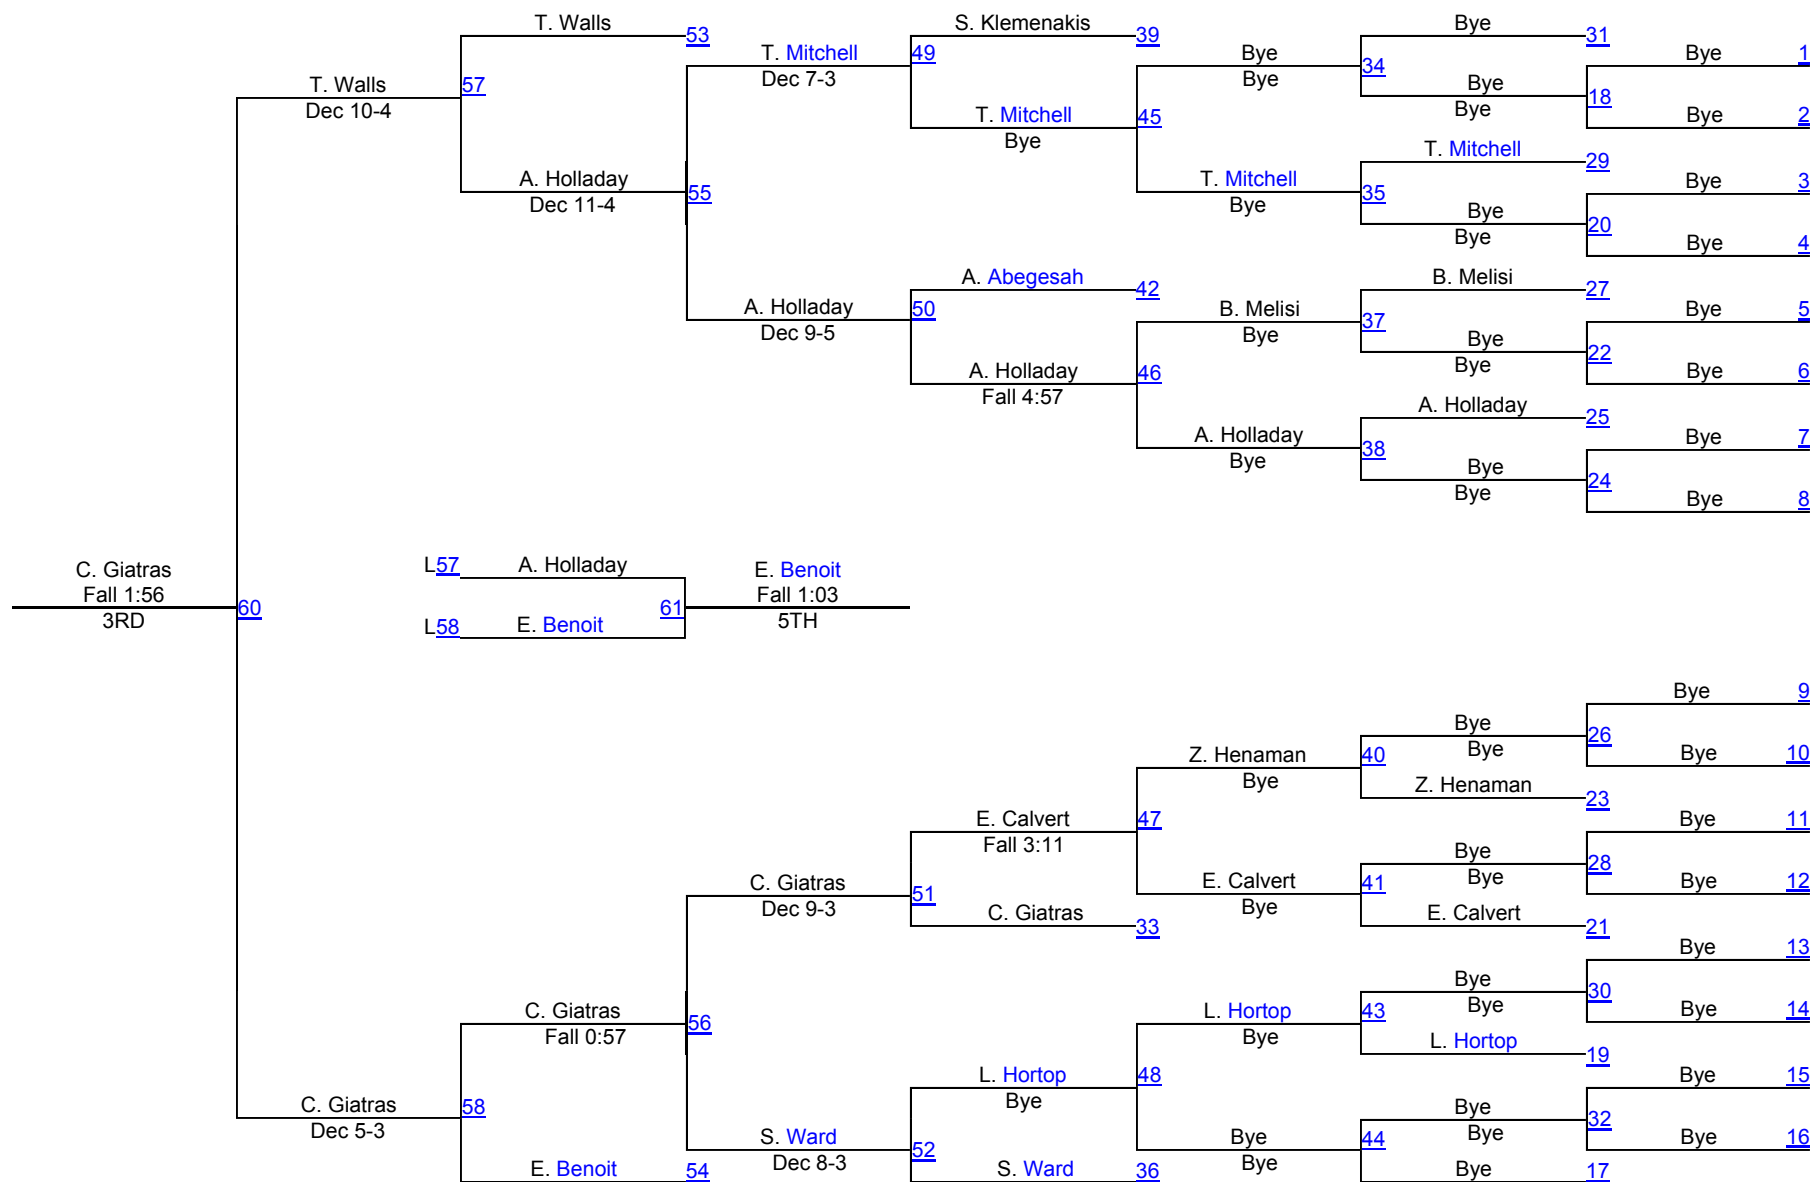 T. Walls
53
S. Klemenakis
39
Bye
31
T. Mitchell
Dec 7-3
49
Bye
Bye
34
Bye
1
T. Walls
Dec 10-4
57
Bye
Bye
18
T. Mitchell
Bye
45
Bye
2
T. Mitchell
29
A. Holladay
Dec 11-4
55
T. Mitchell
Bye
35
Bye
3
Bye
Bye
20
Bye
4
A. Abegesah
42
B. Melisi
27
A. Holladay
Dec 9-5
50
B. Melisi
Bye
37
Bye
5
Bye
Bye
22
A. Holladay
Fall 4:57
46
Bye
6
A. Holladay
25
A. Holladay
Bye
38
Bye
7
Bye
Bye
24
Bye
8
C. Giatras
Fall 1:56
3RD
60
L57
A. Holladay
L58
E. Benoit
61
E. Benoit
Fall 1:03
5TH
Bye
9
Bye
Bye
26
Z. Henaman
Bye
40
Bye
10
Z. Henaman
23
E. Calvert
Fall 3:11
47
Bye
11
Bye
Bye
28
C. Giatras
Dec 9-3
51
E. Calvert
Bye
41
Bye
12
C. Giatras
33
E. Calvert
21
Bye
13
Bye
Bye
30
C. Giatras
Fall 0:57
56
L. Hortop
Bye
43
Bye
14
L. Hortop
19
L. Hortop
Bye
48
Bye
15
C. Giatras
Dec 5-3
58
Bye
Bye
32
S. Ward
Dec 8-3
52
Bye
Bye
44
Bye
16
E. Benoit
54
S. Ward
36
Bye
17